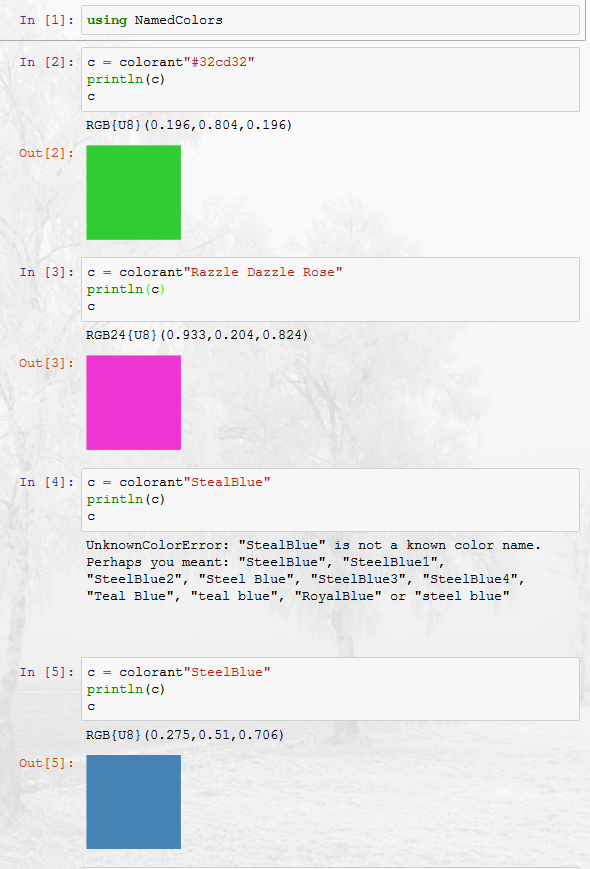 In [1]: using NamedColors
In [2]: c = colorant"#32cd32"
println(c)
c
RGB{U8}(0.196,0.804,0.196)
Out[2]:
In [3]: c = colorant"Razzle Dazzle Rose"
println(c)
c
RGB24{U8}(0.933,0.204,0.824)
Out[3]:
In [4]: c = colorant"StealBlue"
println(c)
c
UnknownColorError: "StealBlue" is not a known color name.
Perhaps you meant: "SteelBlue", "SteelBlue1",
"SteelBlue2", "Steel Blue", "SteelBlue3", "SteelBlue4",
"Teal Blue", "teal blue", "RoyalBlue" or "steel blue"
In [5]: c = colorant"SteelBlue"
println(c)
c
RGB{U8}(0.275,0.51,0.706)
Out[5]: